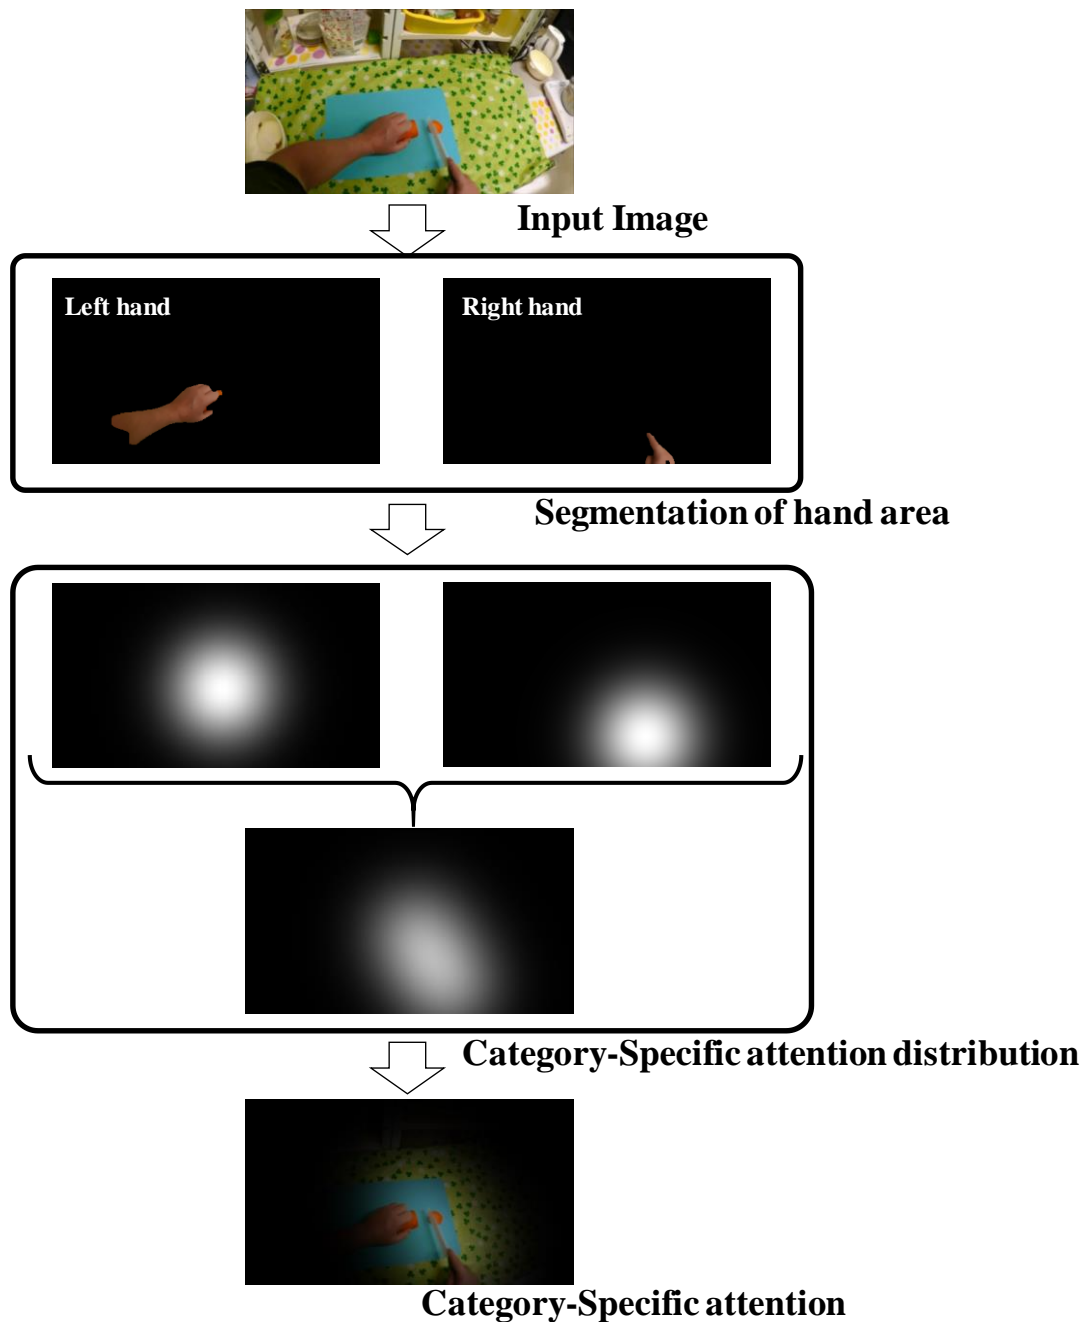 Input Image
Left hand
Right hand
Segmentation of hand area
Category-Specific attention distribution
Category-Specific attention